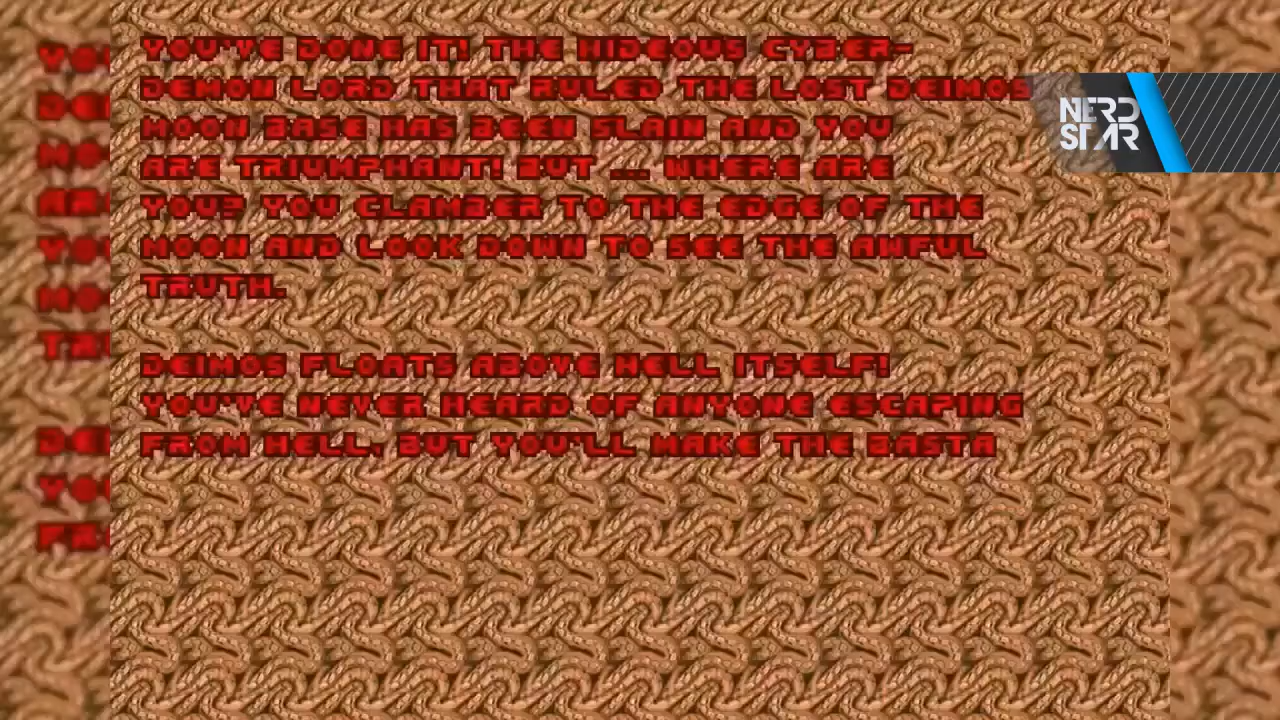 YOU'VE DONE IT! THE HIDEOUS CYBER-
DEMON LORD THAT RULED THE LOST DEIMOS
MOON BASE HAS BEEN SLAIN AND YOU
ARE TRIUMPHANT! BUT ... WHERE ARE
YOU? YOU CLAMBER TO THE EDGE OF THE
MOON AND LOOK DOWN TO SEE THE AWFUL
TRUTH.
DEIMOS FLOATS ABOVE HELL ITSELF!
YOU'VE NEVER HEARD OF ANYONE ESCAPING
FROM HELL, BUT YOU'LL MAKE THE BASTA
NERD
STAR